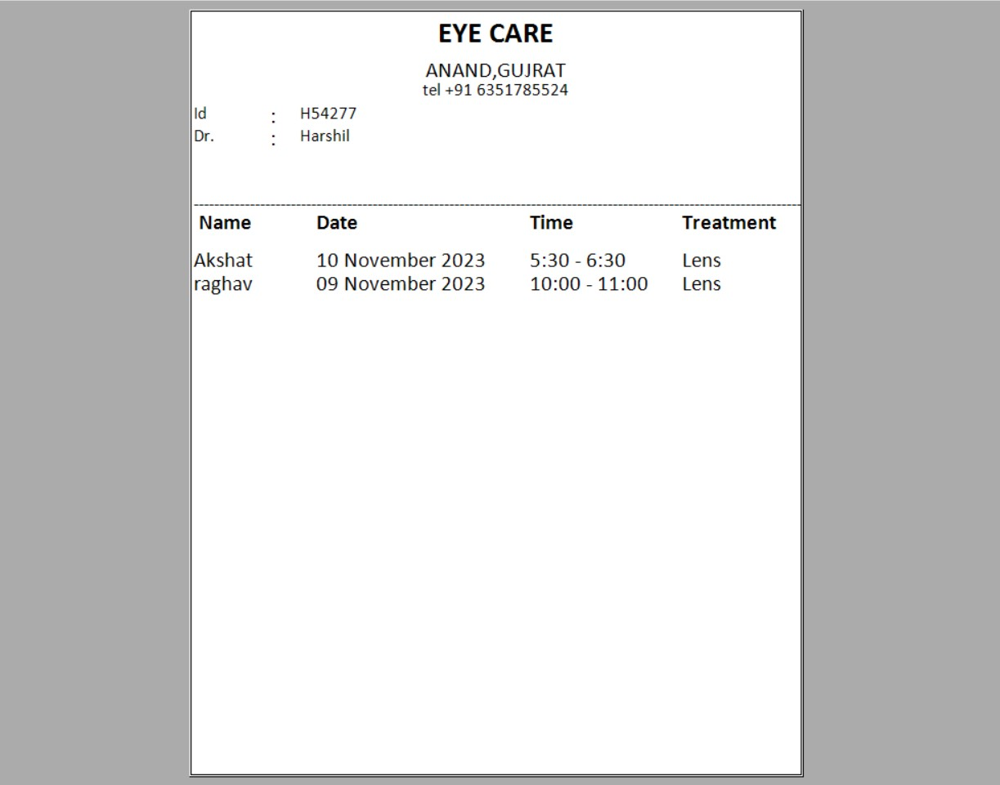 EYE CARE
ANAND,GUJRAT
tel +91 6351785524
Id : H54277
Dr. : Harshil
Name Date Time Treatment
Akshat 10 November 2023 5:30 - 6:30 Lens
raghav 09 November 2023 10:00 - 11:00 Lens